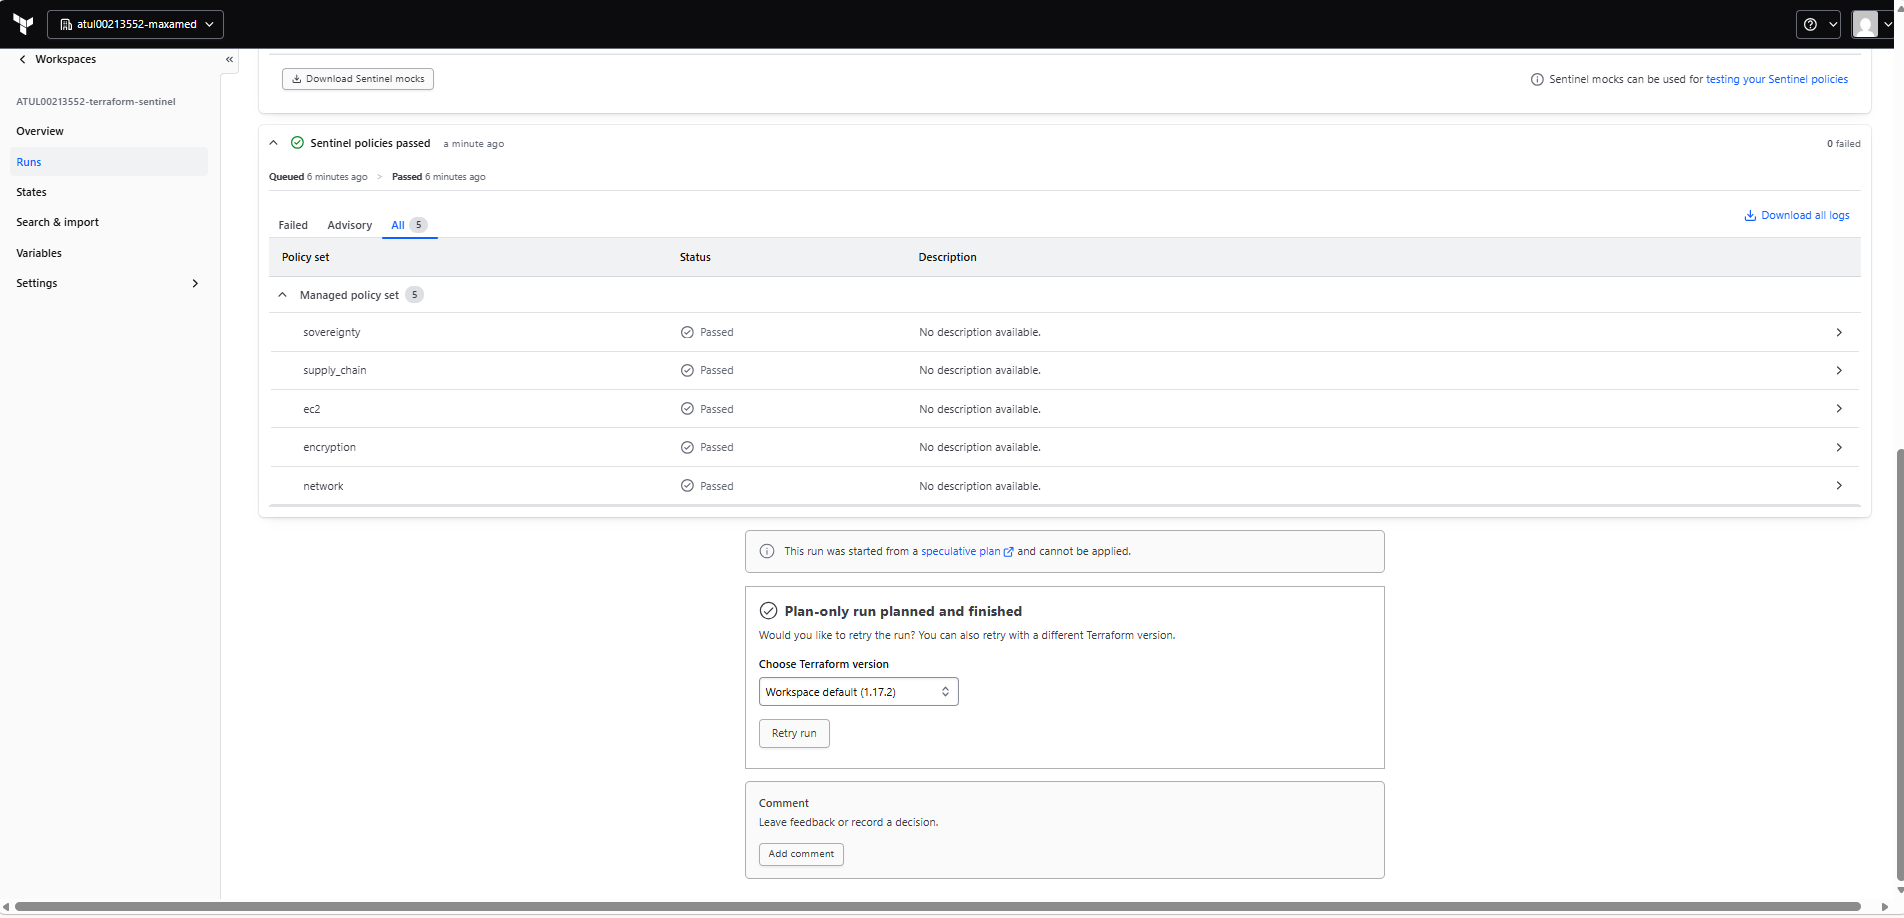 atul00213552-maxamed
Workspaces
«
ATUL00213552-terraform-sentinel
Overview
Runs
States
Search & import
Variables
Settings
Download Sentinel mocks
Sentinel mocks can be used for testing your Sentinel policies
Sentinel policies passed a minute ago 0 failed
Queued 6 minutes ago > Passed 6 minutes ago
Failed Advisory All 5 Download all logs
Policy set Status Description
Managed policy set 5
sovereignty Passed No description available.
supply_chain Passed No description available.
ec2 Passed No description available.
encryption Passed No description available.
network Passed No description available.
This run was started from a speculative plan and cannot be applied.
Plan-only run planned and finished
Would you like to retry the run? You can also retry with a different Terraform version.
Choose Terraform version
Workspace default (1.17.2)
Retry run
Comment
Leave feedback or record a decision.
Add comment